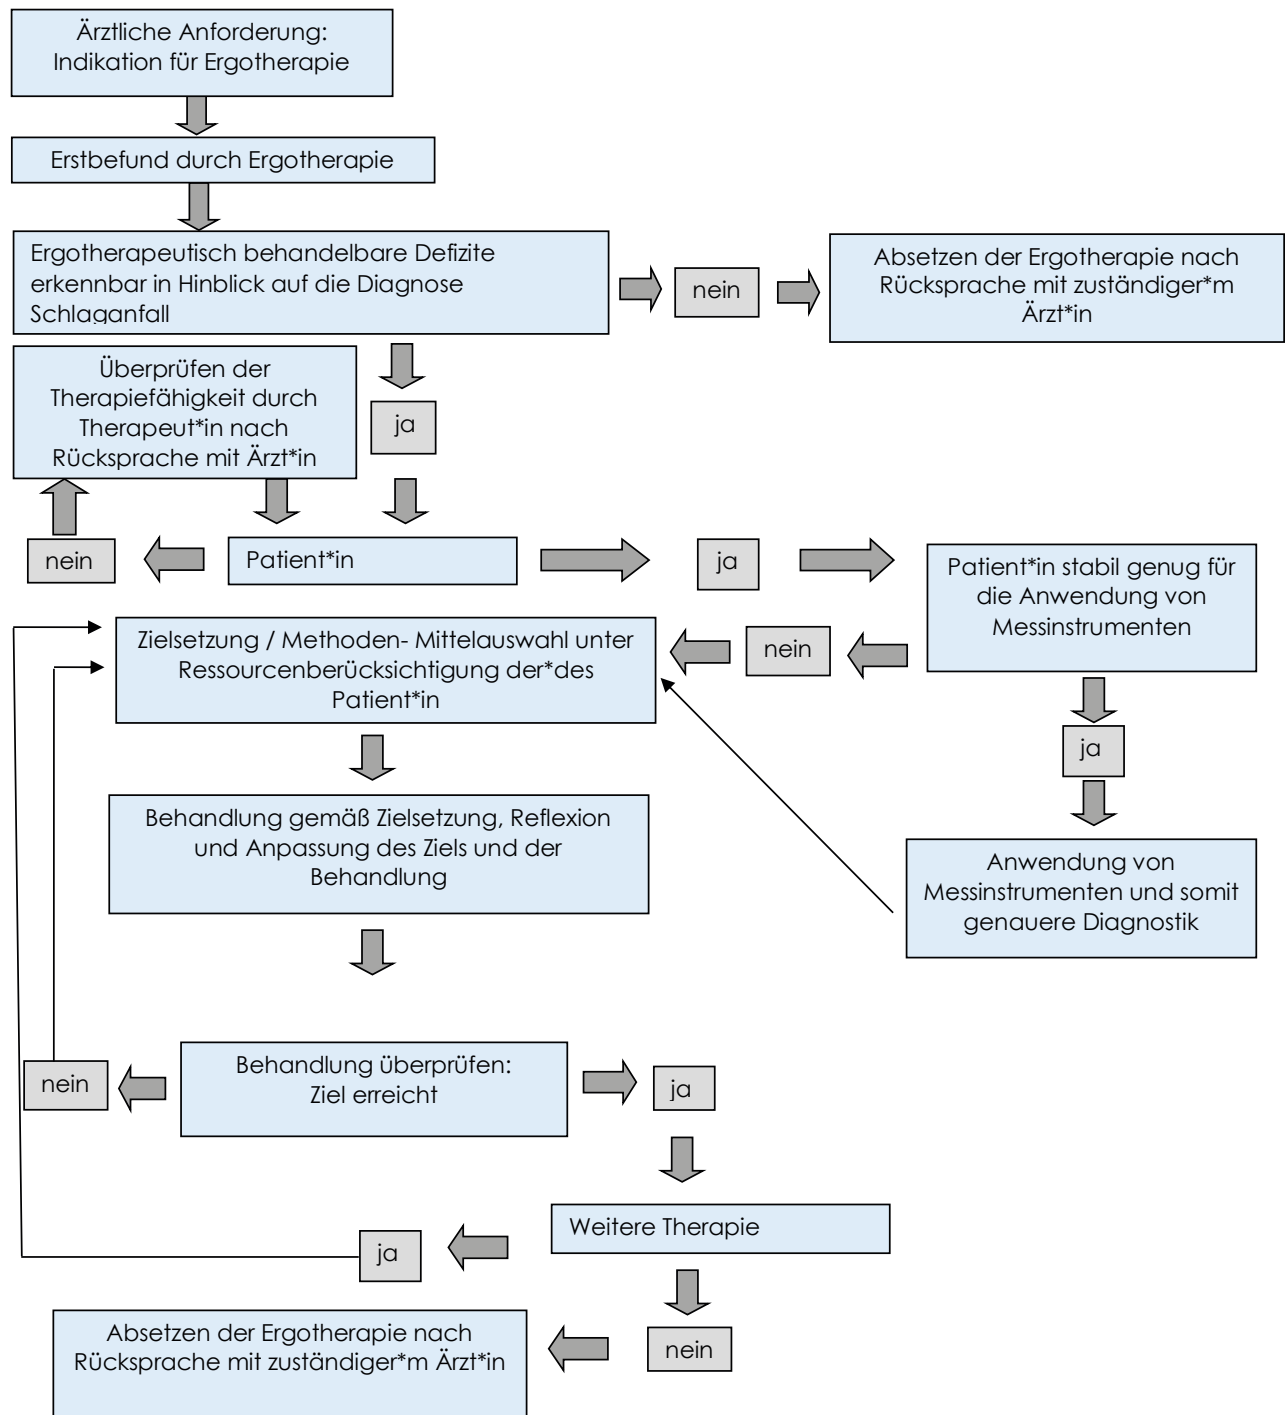 Ärztliche Anforderung:
Indikation für Ergotherapie
Erstbefund durch Ergotherapie
Ergotherapeutisch behandelbare Defizite
erkennbar in Hinblick auf die Diagnose
Schlaganfall
nein
Absetzen der Ergotherapie nach
Rücksprache mit zuständiger*m
Ärzt*in
Überprüfen der
Therapiefähigkeit durch
Therapeut*in nach
Rücksprache mit Ärzt*in
ja
nein
Patient*in
ja
Patient*in stabil genug für
die Anwendung von
Messinstrumenten
Zielsetzung / Methoden- Mittelauswahl unter
Ressourcenberücksichtigung der*des
Patient*in
nein
ja
Behandlung gemäß Zielsetzung, Reflexion
und Anpassung des Ziels und der
Behandlung
Anwendung von
Messinstrumenten und somit
genauere Diagnostik
nein
Behandlung überprüfen:
Ziel erreicht
ja
Weitere Therapie
ja
Absetzen der Ergotherapie nach
Rücksprache mit zuständiger*m Ärzt*in
nein